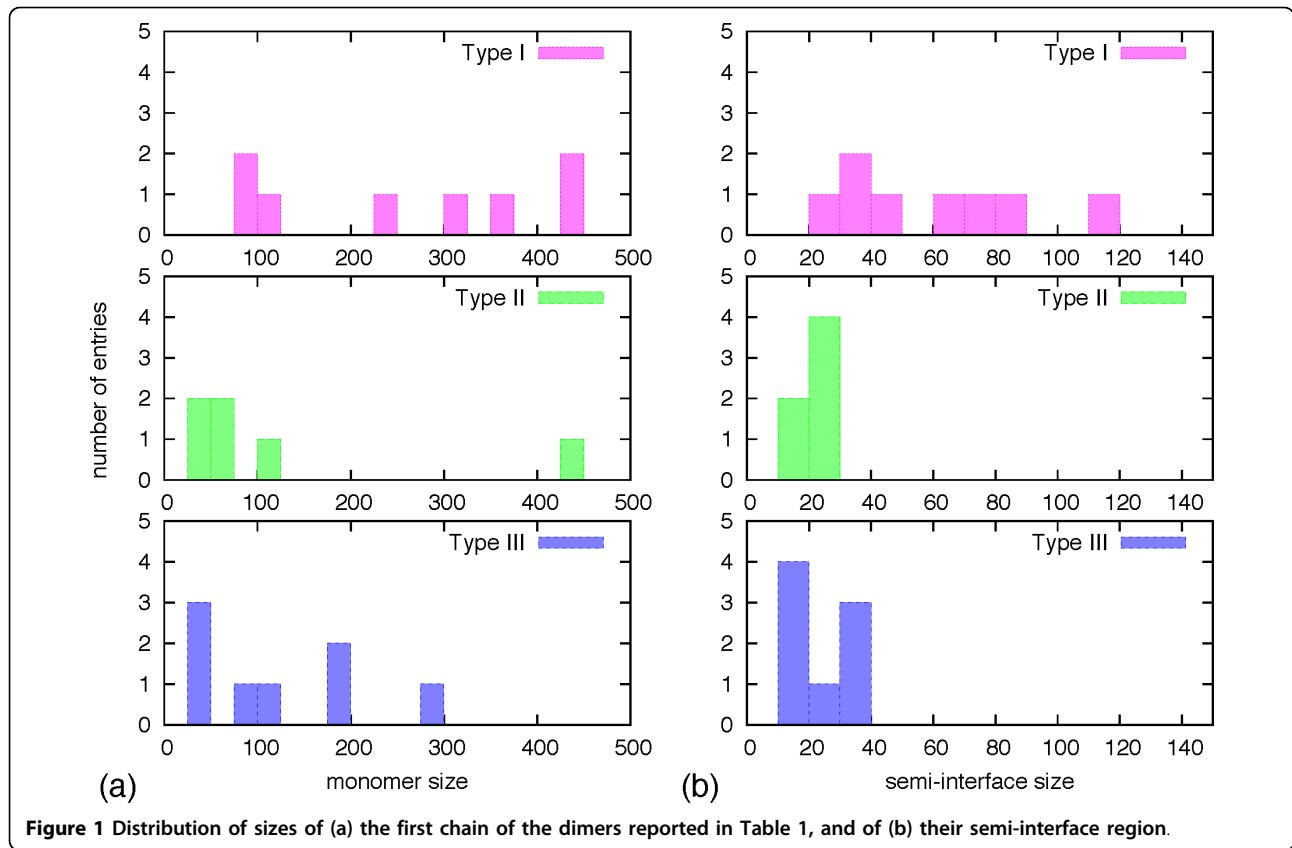 Type I
5
4
3
2
1
0
0 100 200 300 400 500
Type I
5
4
3
2
1
0
0 20 40 60 80 100 120 140
number of entries
Type II
5
4
3
2
1
0
0 100 200 300 400 500
Type II
5
4
3
2
1
0
0 20 40 60 80 100 120 140
Type III
5
4
3
2
1
0
0 100 200 300 400 500
Type III
5
4
3
2
1
0
0 20 40 60 80 100 120 140
(a) monomer size
(b) semi-interface size
Figure 1 Distribution of sizes of (a) the first chain of the dimers reported in Table 1, and of (b) their semi-interface region.